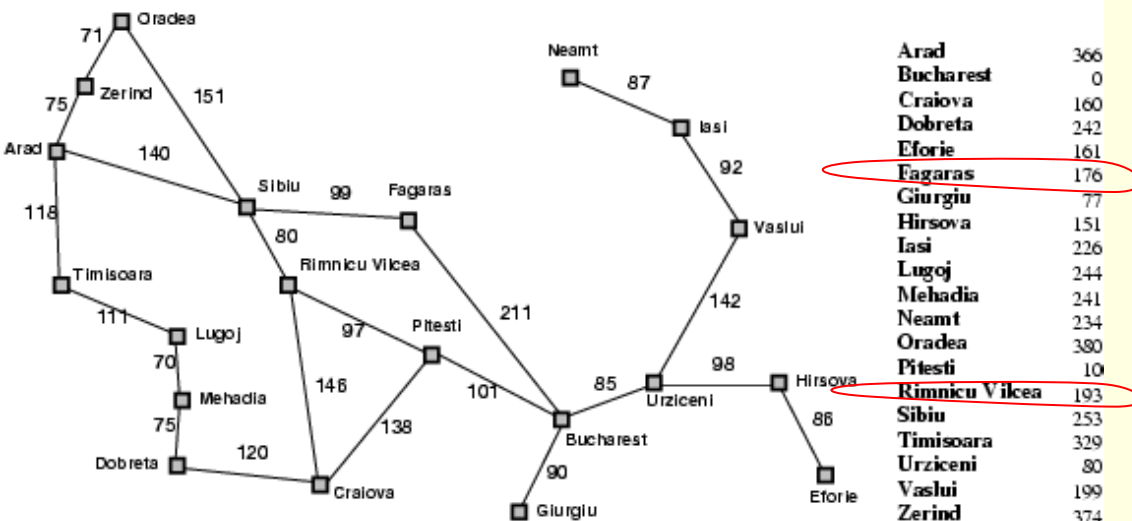 Oradea
71
Neamt
87
Zerind
151
75
Iasi
Arad
140
92
Sibiu
99
Fagaras
118
80
Vaslui
Rimnicu Vilcea
Timisoara
142
111
211
Lugoj
97
Pitesti
70
98
146
101
85
Hirsova
Mehadia
Urziceni
75
138
86
Bucharest
Dobreta
120
90
Craiova
Eforie
Giurgiu
Arad 366
Bucharest 0
Craiova 160
Dobreta 242
Eforie 161
Fagaras 176
Giurgiu 77
Hirsova 151
Iasi 226
Lugoj 244
Mehadia 241
Neamt 234
Oradea 380
Pitesti 10
Rimnicu Vilcea 193
Sibiu 253
Timisoara 329
Urziceni 80
Vaslui 199
Zerind 374